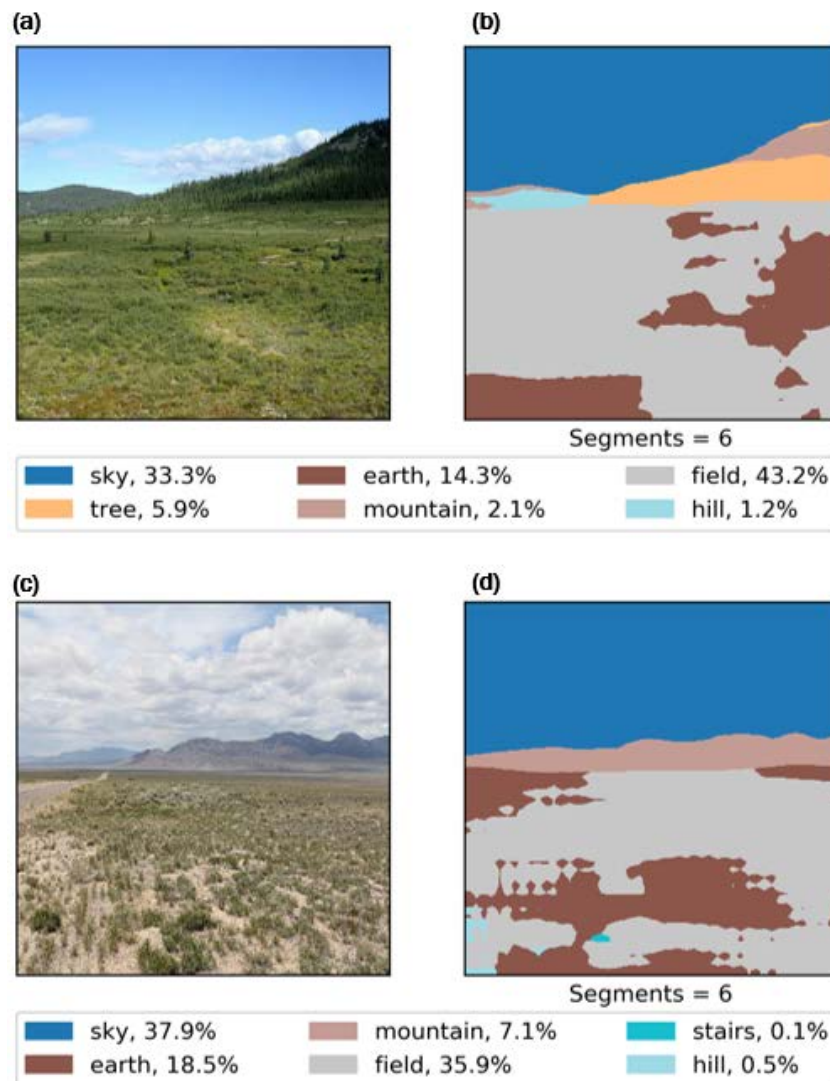 (a)
(b)
Segments = 6
sky, 33.3% earth, 14.3% field, 43.2%
tree, 5.9% mountain, 2.1% hill, 1.2%
(c)
(d)
Segments = 6
sky, 37.9% mountain, 7.1% stairs, 0.1%
earth, 18.5% field, 35.9% hill, 0.5%